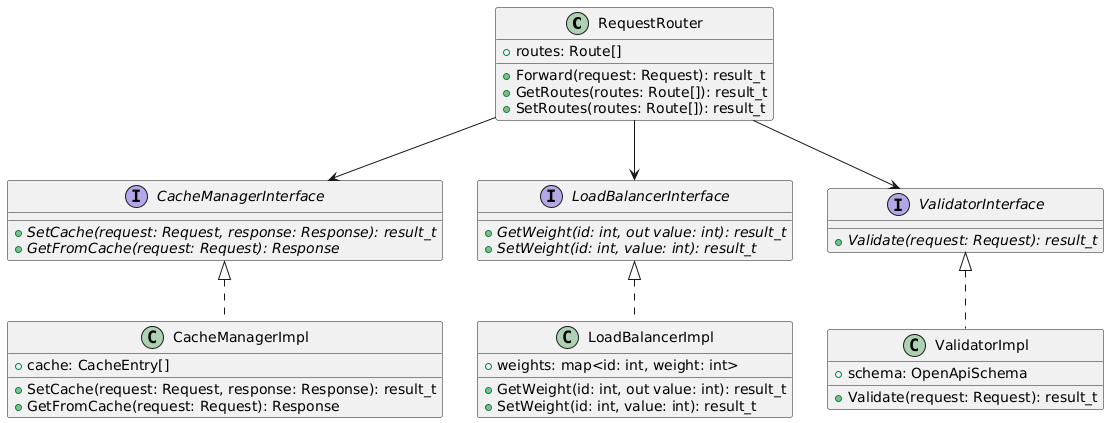 C RequestRouter
routes: Route[]
Forward(request: Request): result_t
GetRoutes(routes: Route[]): result_t
SetRoutes(routes: Route[]): result_t
I CacheManagerInterface
SetCache(request: Request, response: Response): result_t
GetFromCache(request: Request): Response
I LoadBalancerInterface
GetWeight(id: int, out value: int): result_t
SetWeight(id: int, value: int): result_t
I ValidatorInterface
Validate(request: Request): result_t
C CacheManagerImpl
cache: CacheEntry[]
SetCache(request: Request, response: Response): result_t
GetFromCache(request: Request): Response
C LoadBalancerImpl
weights: map<id: int, weight: int>
GetWeight(id: int, out value: int): result_t
SetWeight(id: int, value: int): result_t
C ValidatorImpl
schema: OpenApiSchema
Validate(request: Request): result_t